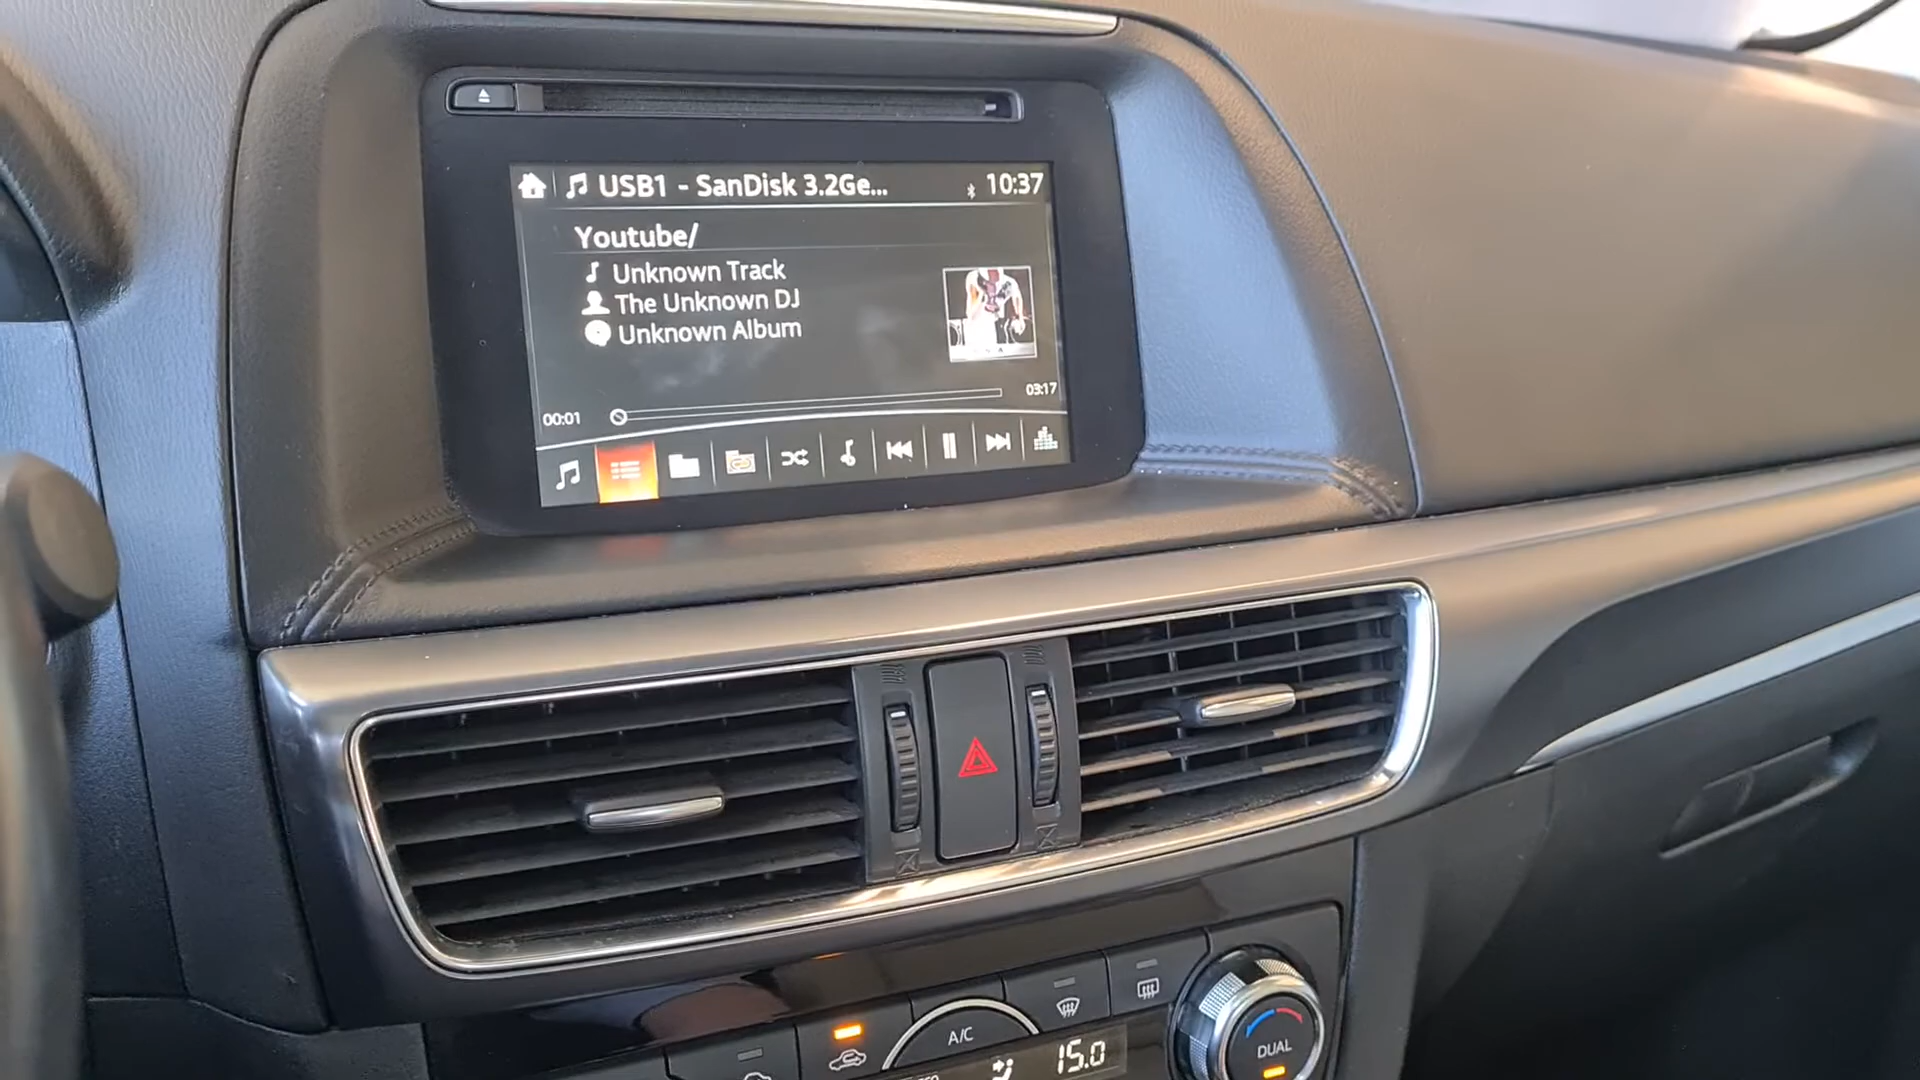 USB1 - SanDisk 3.2Ge...
10:37
Youtube/
Unknown Track
The Unknown DJ
Unknown Album
00:01
03:17
A/C
15.0
DUAL